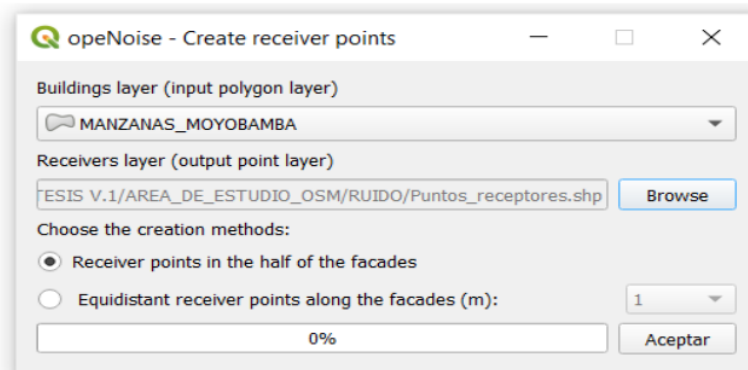 opeNoise - Create receiver points
Buildings layer (input polygon layer)
MANZANAS_MOYOBAMBA
Receivers layer (output point layer)
TESIS V.1/AREA_DE_ESTUDIO_OSM/RUIDO/Puntos_receptores.shp Browse
Choose the creation methods:
Receiver points in the half of the facades
Equidistant receiver points along the facades (m): 1
0% Aceptar